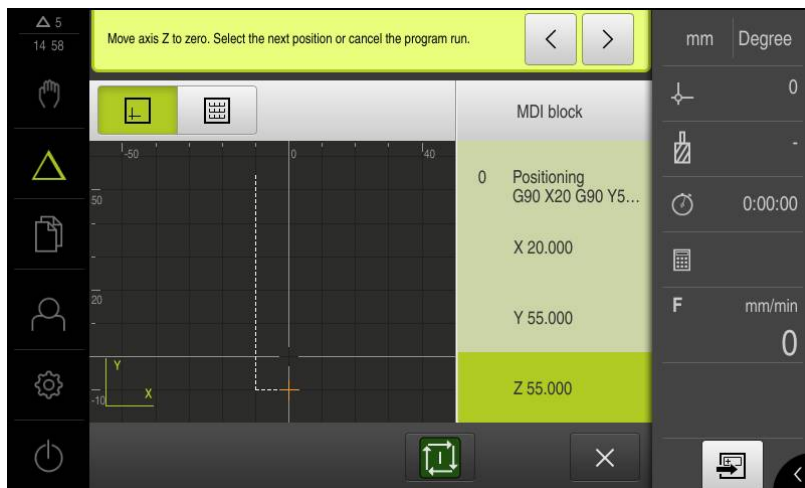 5
14 58
Move axis Z to zero. Select the next position or cancel the program run.
mm Degree
0
-
0:00:00
F mm/min
0
MDI block
0 Positioning
G90 X20 G90 Y5...
X 20.000
Y 55.000
Z 55.000
-50 0 40
50
20
-10
Y
X